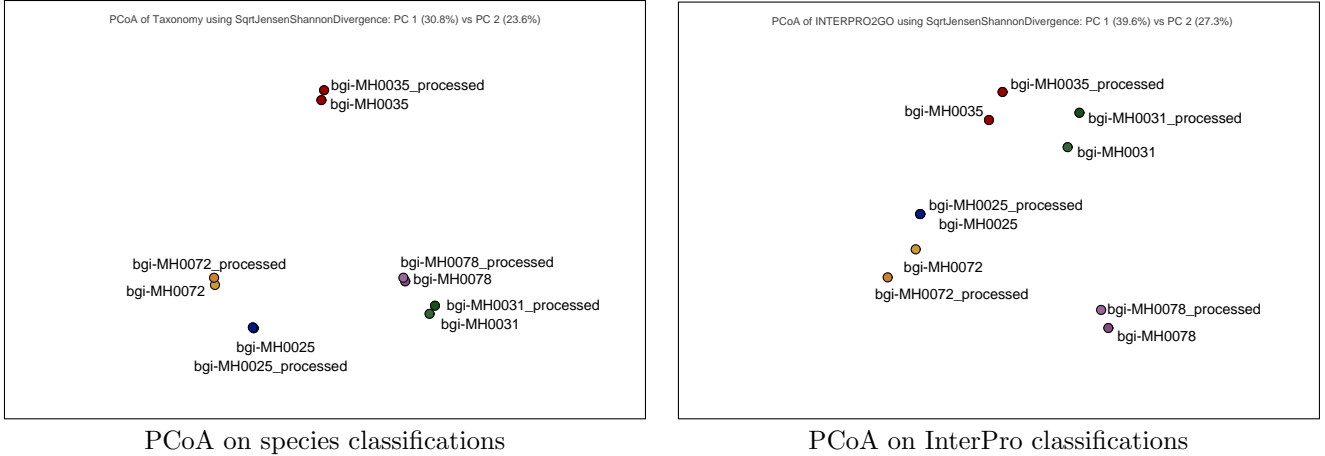 PCoA of Taxonomy using SqrtJensenShannonDivergence: PC 1 (30.8%) vs PC 2 (23.6%)
bgi-MH0035_processed
bgi-MH0035
bgi-MH0072_processed
bgi-MH0072
bgi-MH0078_processed
bgi-MH0078
bgi-MH0031_processed
bgi-MH0031
bgi-MH0025
bgi-MH0025_processed
PCoA on species classifications
PCoA of INTERPRO2GO using SqrtJensenShannonDivergence: PC 1 (39.6%) vs PC 2 (27.3%)
bgi-MH0035_processed
bgi-MH0035
bgi-MH0031_processed
bgi-MH0031
bgi-MH0025_processed
bgi-MH0025
bgi-MH0072
bgi-MH0072_processed
bgi-MH0078_processed
bgi-MH0078
PCoA on InterPro classifications